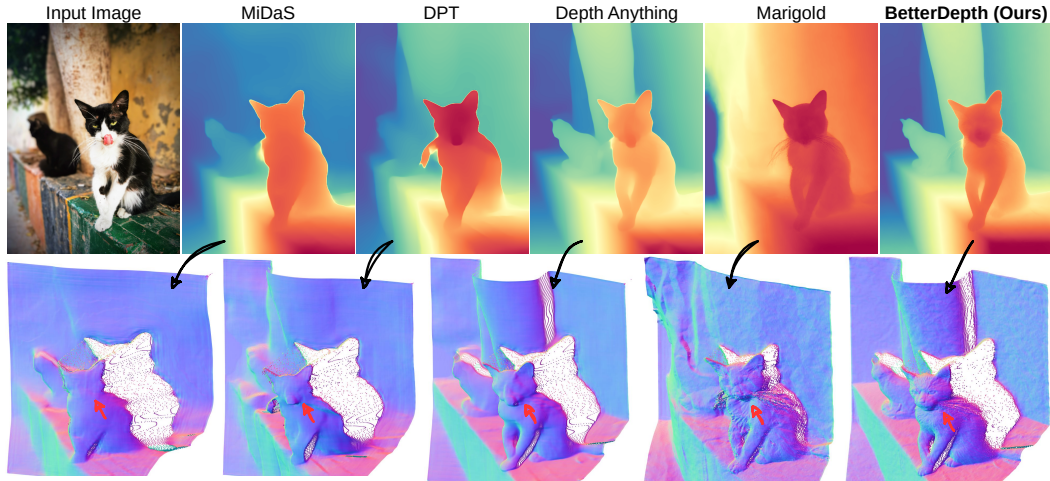 Input Image
MiDaS
DPT
Depth Anything
Marigold
BetterDepth (Ours)